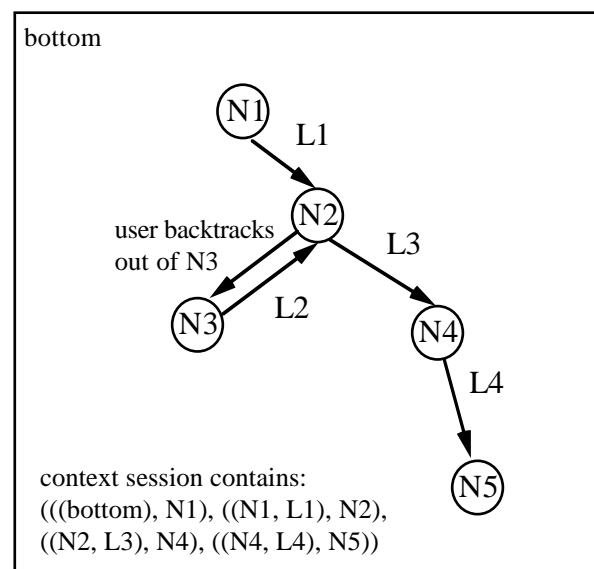 bottom
N1
L1
N2
user backtracks
out of N3
L3
N3
L2
N4
L4
N5
context session contains:
(((bottom), N1), ((N1, L1), N2),
((N2, L3), N4), ((N4, L4), N5))